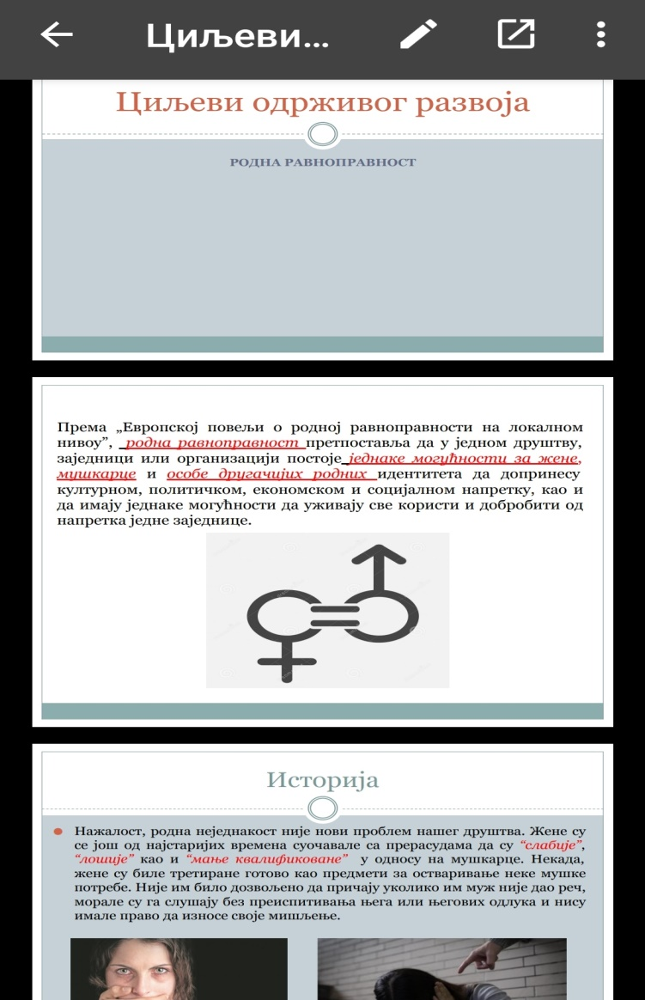 Циљеви...
Циљеви одрживог развоја
РОДНА РАВНОПРАВНОСТ
Према „Европској повељи о родној равноправности на локалном
нивоу”, родна равноправност претпоставља да у једном друштву,
заједници или организацији постоје једнаке могућности за жене,
мушкарце и особе другачијих родних идентитета да допринесу
културном, политичком, економском и социјалном напретку, као и
да имају једнаке могућности да уживају све користи и добробити од
напретка једне заједнице.
Историја
Нажалост, родна неједнакост није нови проблем нашег друштва. Жене су
се још од најстаријих времена суочавале са прерасудама да су “слабије”,
“лошије” као и “мање квалификоване” у односу на мушкарце. Некада,
жене су биле третиране готово као предмети за остваривање неке мушке
потребе. Није им било дозвољено да причају уколико им муж није дао реч,
морале су га слушају без преиспитивања њега или његових одлука и нису
имале право да износе своје мишљење.